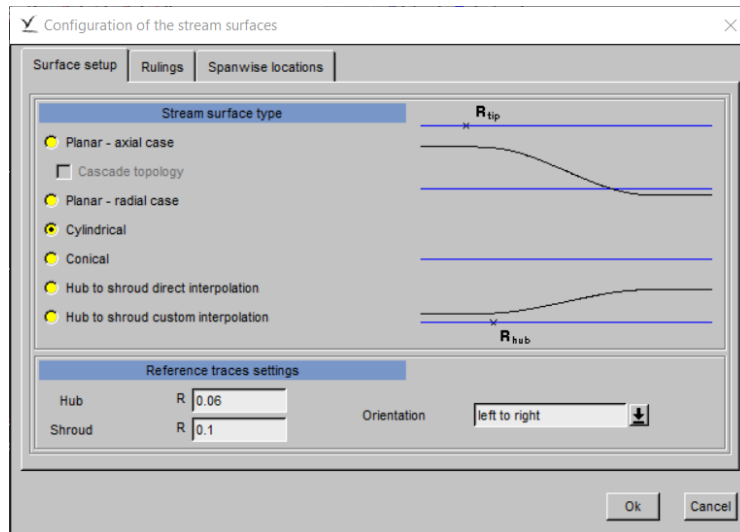 Configuration of the stream surfaces
Surface setup
Rulings
Spanwise locations
Stream surface type
Planar - axial case
Cascade topology
Planar - radial case
Cylindrical
Conical
Hub to shroud direct interpolation
Hub to shroud custom interpolation
Rtip
Rhub
Reference traces settings
Hub R 0.06
Shroud R 0.1
Orientation left to right
Ok Cancel